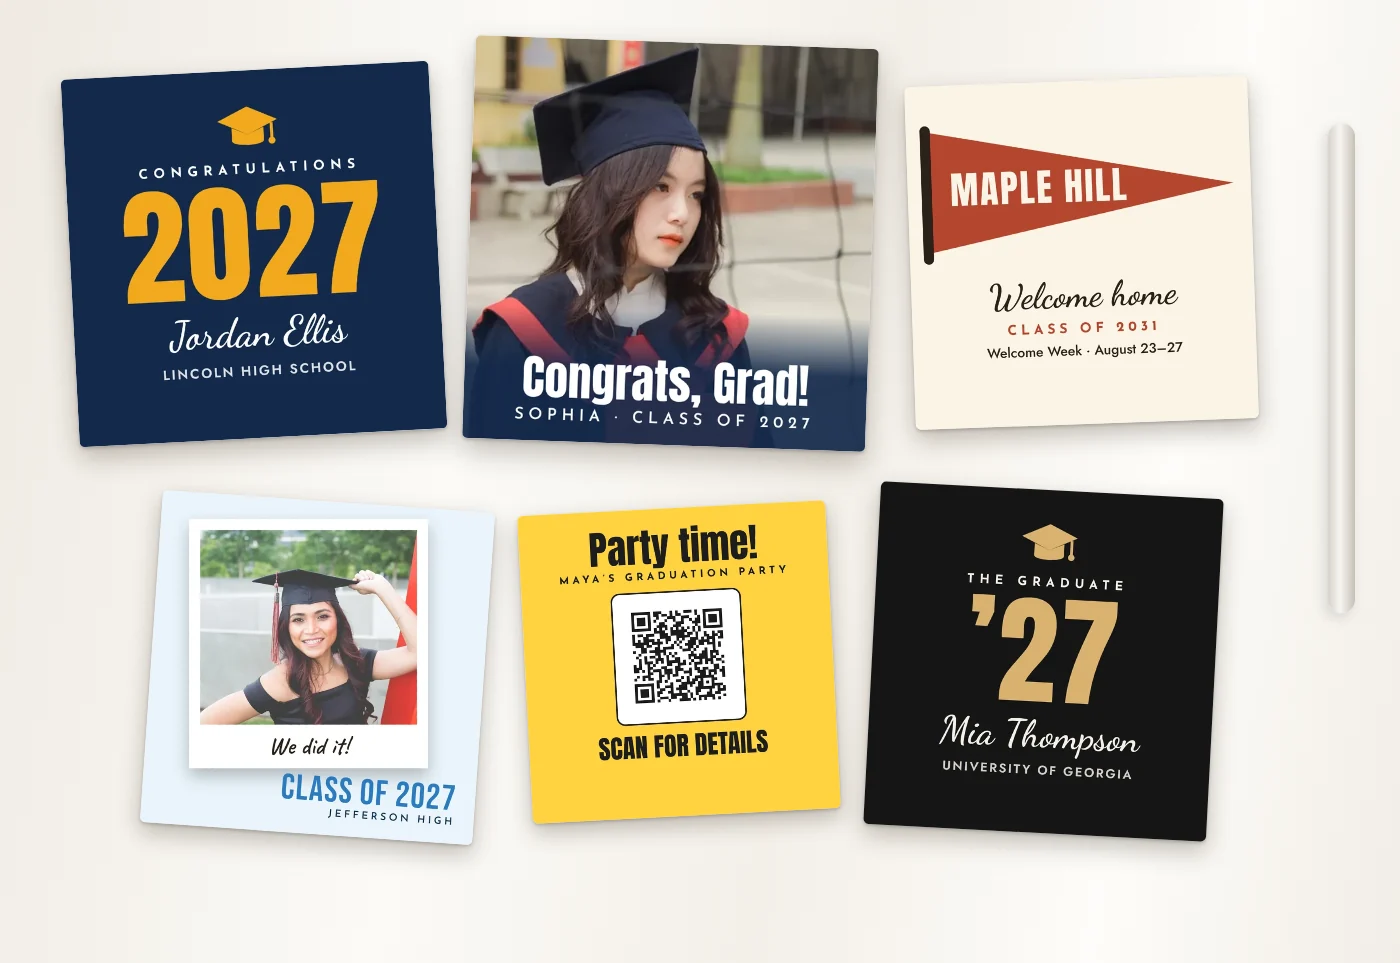 CONGRATULATIONS
2027
Jordan Ellis
LINCOLN HIGH SCHOOL
Congrats, Grad!
SOPHIA · CLASS OF 2027
MAPLE HILL
Welcome home
CLASS OF 2031
Welcome Week · August 23–27
We did it!
CLASS OF 2027
JEFFERSON HIGH
Party time!
MAYA'S GRADUATION PARTY
SCAN FOR DETAILS
THE GRADUATE
’27
Mia Thompson
UNIVERSITY OF GEORGIA